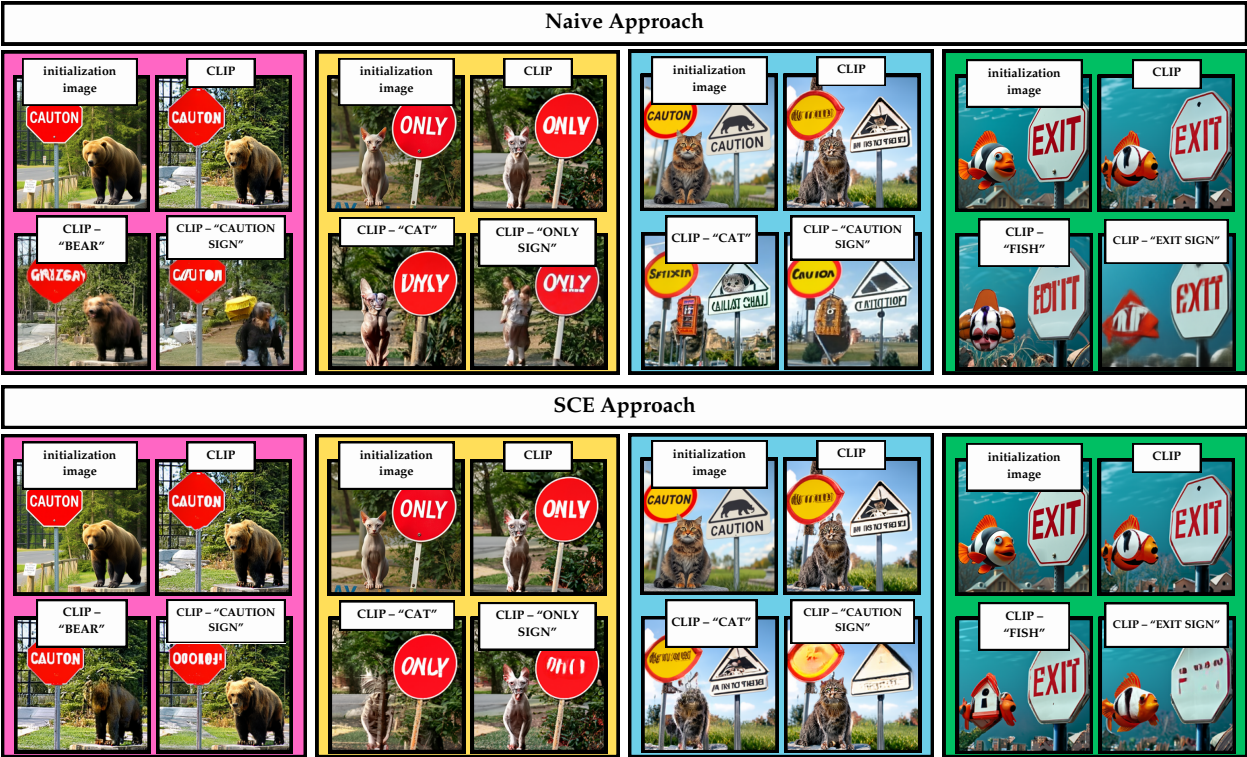 Naive Approach
initialization
image
CLIP
initialization
image
CLIP
initialization
image
CLIP
initialization
image
CLIP
CAUTON
CAUTON
ONLY
ONLY
CAUTON
CAUTION
EXIT
EXIT
CLIP –
“BEAR”
CLIP – “CAUTION
SIGN”
CLIP – “CAT”
CLIP – “ONLY
SIGN”
CLIP – “CAT”
CLIP – “CAUTION
SIGN”
CLIP –
“FISH”
CLIP – “EXIT SIGN”
ONLY
SCE Approach
initialization
image
CLIP
initialization
image
CLIP
initialization
image
CLIP
initialization
image
CLIP
CAUTON
CAUTON
ONLY
ONLY
CAUTON
CAUTION
EXIT
EXIT
CLIP –
“BEAR”
CLIP – “CAUTION
SIGN”
CLIP – “CAT”
CLIP – “ONLY
SIGN”
CLIP – “CAT”
CLIP – “CAUTION
SIGN”
CLIP –
“FISH”
CLIP – “EXIT SIGN”
CAUTON
ONLY
EXIT